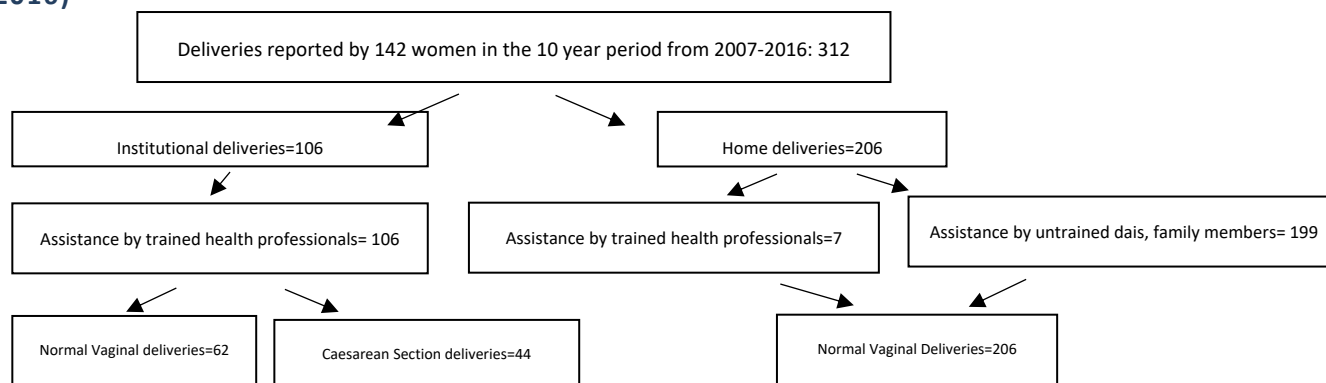 2016)
Deliveries reported by 142 women in the 10 year period from 2007-2016: 312
Institutional deliveries=106
Home deliveries=206
Assistance by trained health professionals= 106
Assistance by trained health professionals=7
Assistance by untrained dais, family members= 199
Normal Vaginal deliveries=62
Caesarean Section deliveries=44
Normal Vaginal Deliveries=206